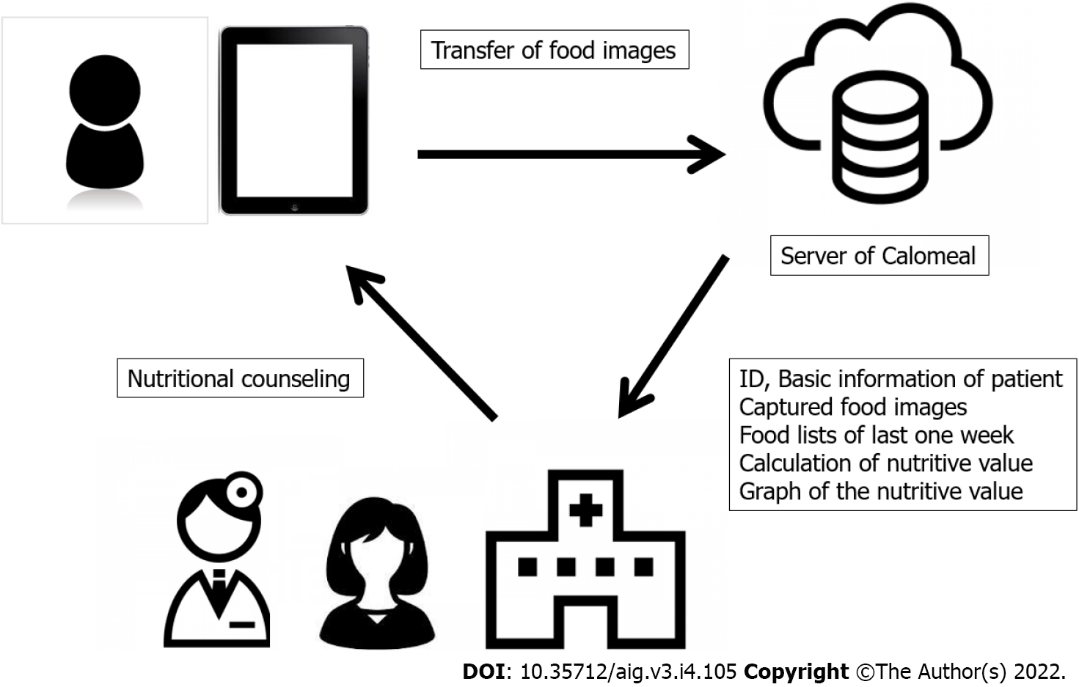 Transfer of food images
Server of Calomeal
Nutritional counseling
ID, Basic information of patient
Captured food images
Food lists of last one week
Calculation of nutritive value
Graph of the nutritive value
DOI: 10.35712/aig.v3.i4.105 Copyright ©The Author(s) 2022.